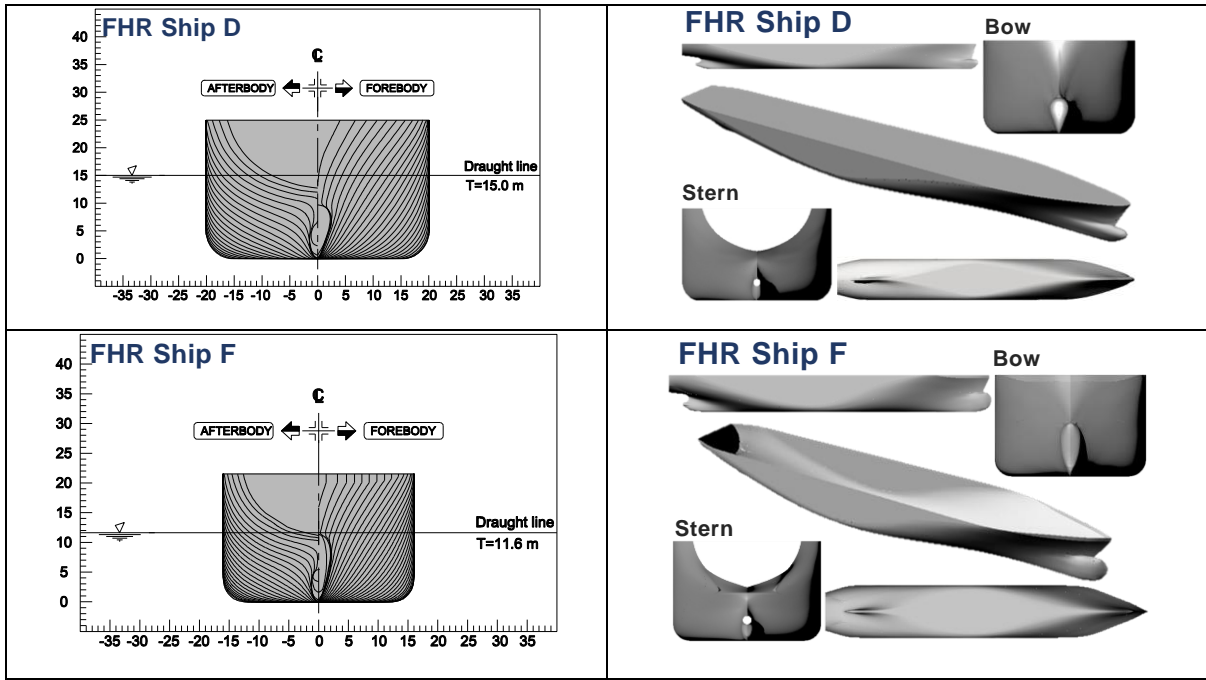 FHR Ship D
40
35
30
25
20
15
10
5
0
℄
AFTERBODY FOREBODY
Draught line
T=15.0 m
-35 -30 -25 -20 -15 -10 -5 0 5 10 15 20 25 30 35
FHR Ship D
Bow
Stern
FHR Ship F
40
35
30
25
20
15
10
5
0
℄
AFTERBODY FOREBODY
Draught line
T=11.6 m
-35 -30 -25 -20 -15 -10 -5 0 5 10 15 20 25 30 35
FHR Ship F
Bow
Stern